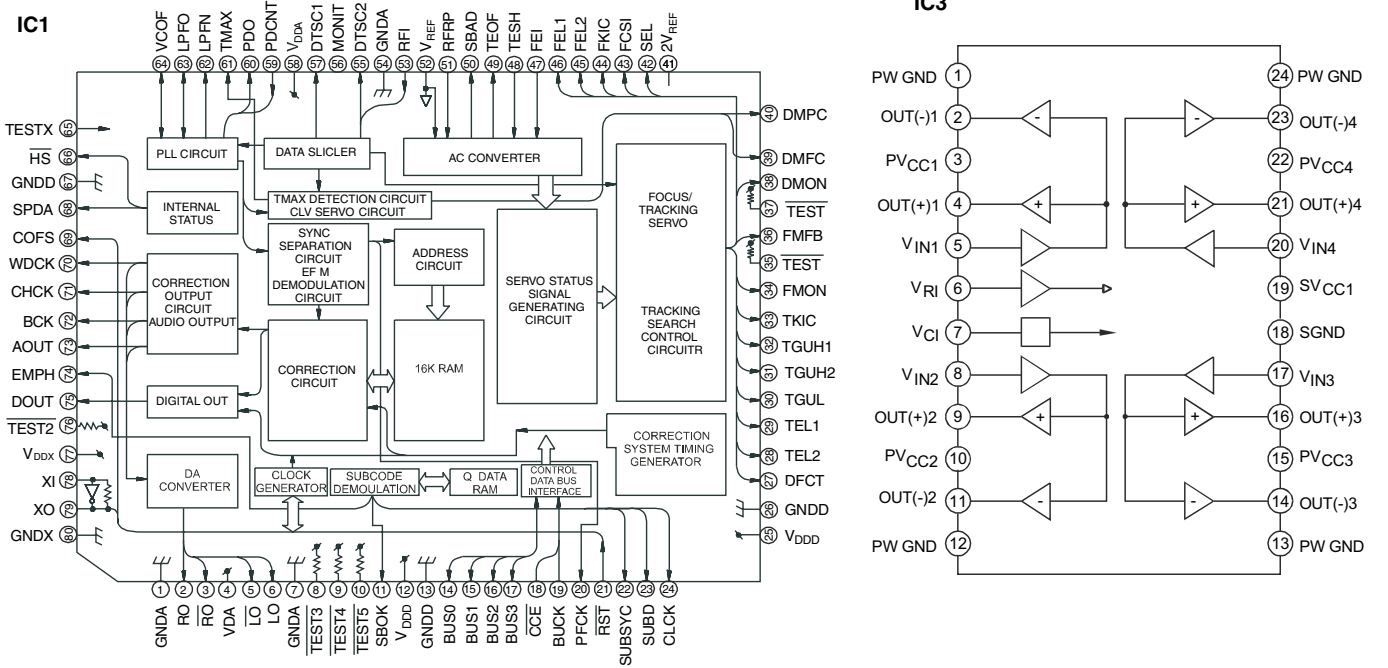 IC1
IC3
VCOF
LPFO
LPFN
TMAX
PDO
PDCNT
VDDA
DTSC1
MONIT
DTSC2
GNDA
RFI
VREF
RFRP
SBAD
TEOF
TESH
FEI
FEL1
FEL2
FKIC
FCSI
SEL
2VREF
64
63
62
61
60
59
58
57
56
55
54
53
52
51
50
49
48
47
46
45
44
43
42
41
TESTX 65
HS 66
GNDD 67
SPDA 68
COFS 69
WDCK 70
CHCK 71
BCK 72
AOUT 73
EMPH 74
DOUT 75
TEST2 76
VDDX 77
XI 78
XO 79
GNDX 80
PLL CIRCUIT
DATA SLICLER
AC CONVERTER
INTERNAL
STATUS
TMAX DETECTION CIRCUIT
CLV SERVO CIRCUIT
SYNC
SEPARATION
CIRCUIT
EF M
DEMODULATION
CIRCUIT
ADDRESS
CIRCUIT
CORRECTION
OUTPUT
CIRCUIT
AUDIO OUTPUT
SERVO STATUS
SIGNAL
GENERATING
CIRCUIT
FOCUS/
TRACKING
SERVO
TRACKING
SEARCH
CONTROL
CIRCUITR
CORRECTION
CIRCUIT
16K RAM
DIGITAL OUT
DA
CONVERTER
CLOCK
GENERATOR
SUBCODE
DEMOULATION
Q DATA
RAM
CONTROL
DATA BUS
INTERFACE
CORRECTION
SYSTEM TIMING
GENERATOR
40 DMPC
39 DMFC
38 DMON
37 TEST
36 FMFB
35 TEST
34 FMON
33 TKIC
32 TGUH1
31 TGUH2
30 TGUL
29 TEL1
28 TEL2
27 DFCT
26 GNDD
25 VDDD
1
2
3
4
5
6
7
8
9
10
11
12
13
14
15
16
17
18
19
20
21
22
23
24
GNDA
RO
RO
VDA
LO
LO
GNDA
TEST3
TEST4
TEST5
SBOK
VDDD
GNDD
BUS0
BUS1
BUS2
BUS3
CCE
BUCK
PFCK
RST
SUBSYC
SUBD
CLCK
PW GND 1
OUT(-)1 2
PVCC1 3
OUT(+)1 4
VIN1 5
VRI 6
VCI 7
VIN2 8
OUT(+)2 9
PVCC2 10
OUT(-)2 11
PW GND 12
-
+
+
-
-
+
+
-
24 PW GND
23 OUT(-)4
22 PVCC4
21 OUT(+)4
20 VIN4
19 SVCC1
18 SGND
17 VIN3
16 OUT(+)3
15 PVCC3
14 OUT(-)3
13 PW GND